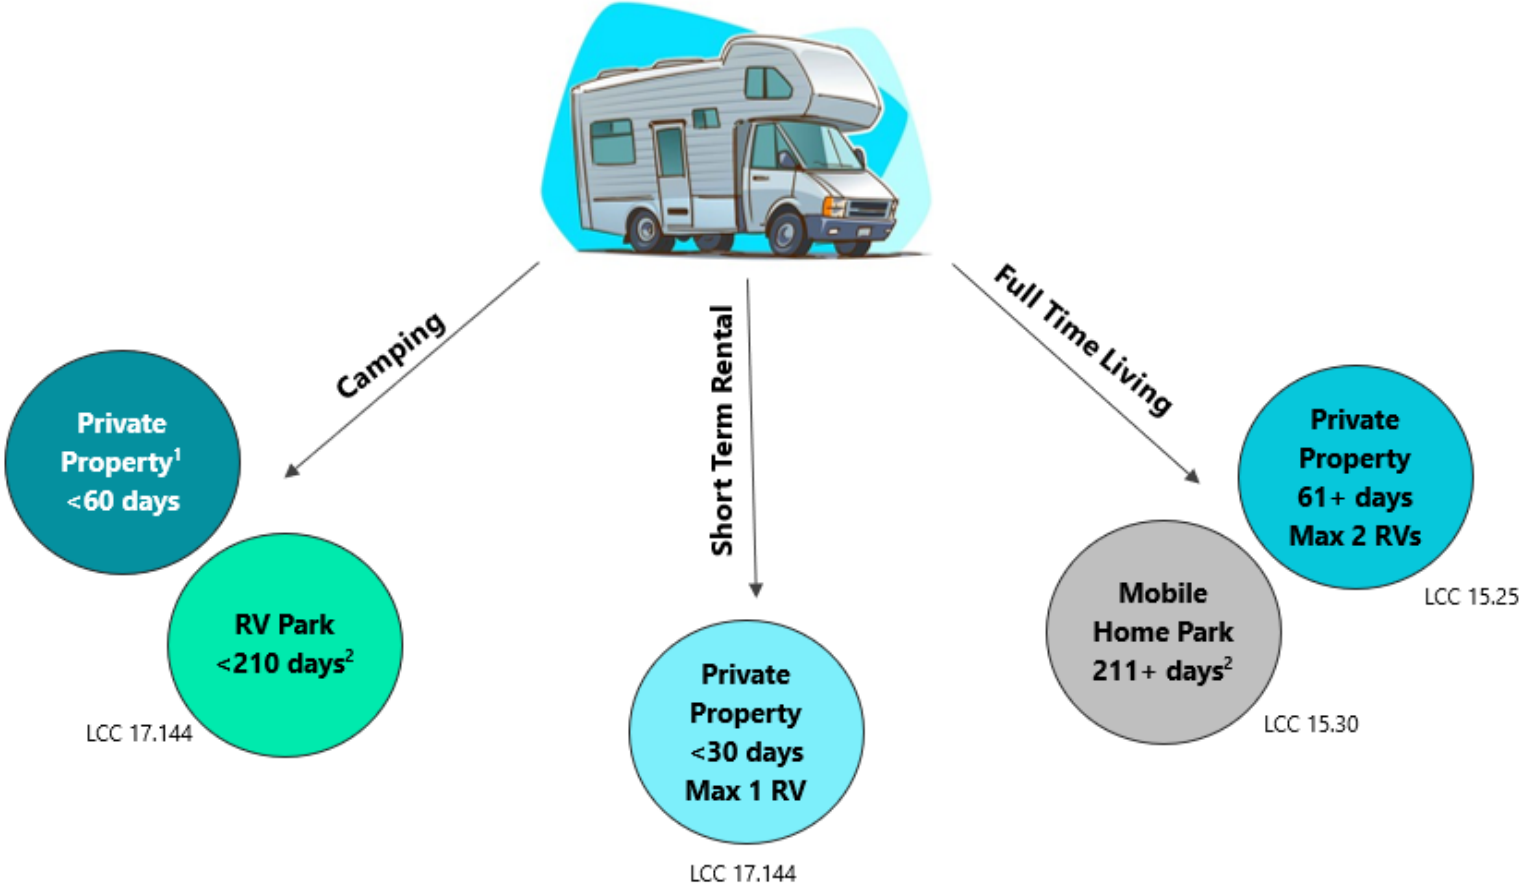 Camping
Private
Property¹
<60 days
RV Park
<210 days²
LCC 17.144
Short Term Rental
Private
Property
<30 days
Max 1 RV
LCC 17.144
Full Time Living
Private
Property
61+ days
Max 2 RVs
LCC 15.25
Mobile
Home Park
211+ days²
LCC 15.30